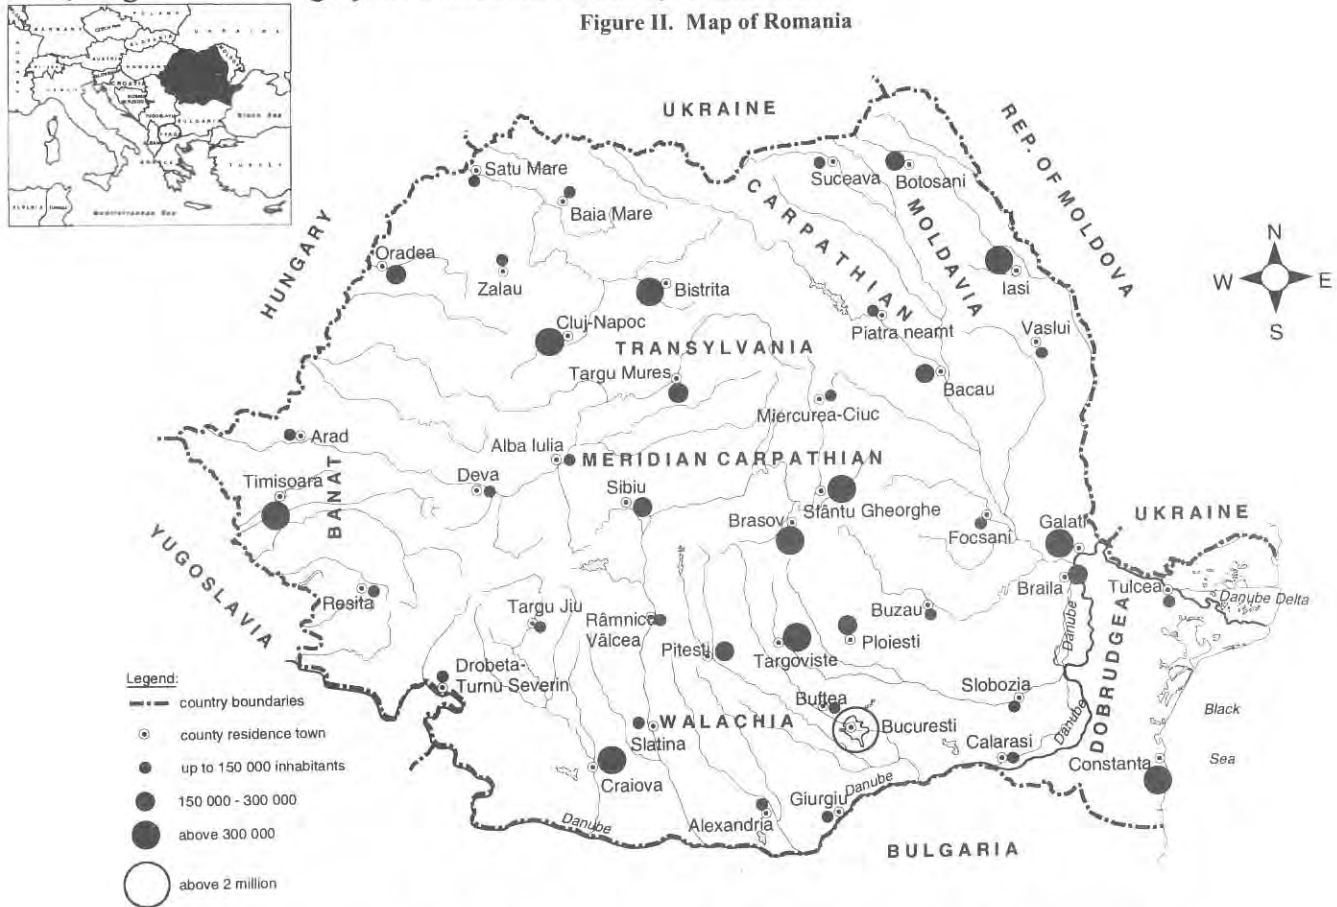 Figure II. Map of Romania
UKRAINE
REP. OF MOLDOVA
HUNGARY
Satu Mare
Baia Mare
Suceava
Botosani
CARPATHIAN
MOLDAVIA
N
W
E
S
Oradea
Zalau
Bistrita
Iasi
Cluj-Napoc
Piatra neamt
Vaslui
TRANSYLVANIA
Targu Mures
Bacau
Miercurea-Ciuc
Arad
Alba Iulia
MERIDIAN CARPATHIAN
Timisoara
BANAT
Deva
Sibiu
Brasov
Sfântu Gheorghe
Focsani
Galati
UKRAINE
YUGOSLAVIA
Resita
Targu Jiu
Râmnicu
Vâlcea
Pitesti
Targoviste
Ploiesti
Buzau
Braila
Danube
Tulcea
Danube Delta
DOBRUDGEA
Drobeta-
Turnu Severin
Slobozia
Buftea
WALACHIA
Bucuresti
Slatina
Danube
Black
Sea
Calarasi
Constanta
Craiova
Giurgiu
Danube
Alexandria
Danube
BULGARIA
Legend:
country boundaries
county residence town
up to 150 000 inhabitants
150 000 - 300 000
above 300 000
above 2 million